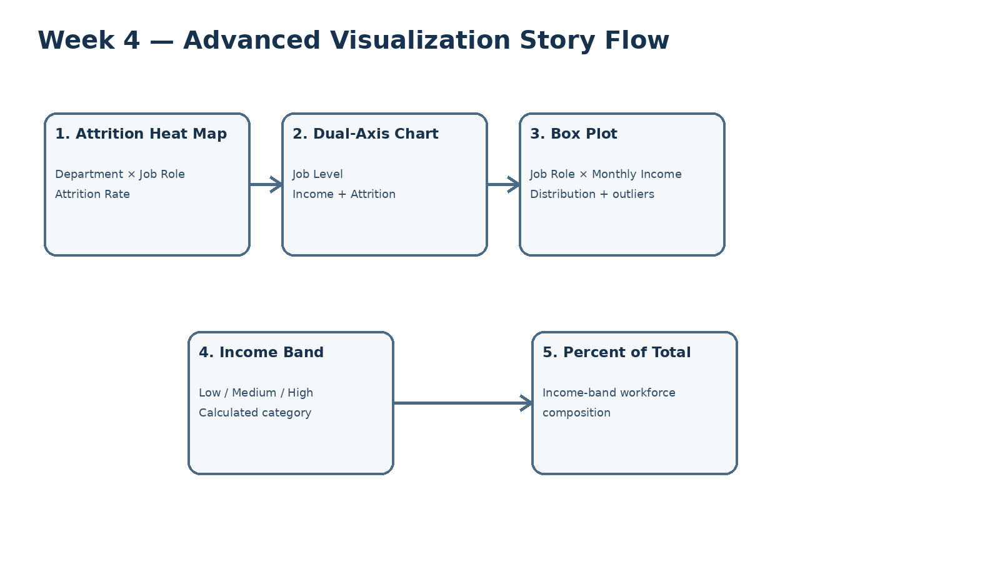 Week 4 — Advanced Visualization Story Flow
1. Attrition Heat Map
Department × Job Role
Attrition Rate
2. Dual-Axis Chart
Job Level
Income + Attrition
3. Box Plot
Job Role × Monthly Income
Distribution + outliers
4. Income Band
Low / Medium / High
Calculated category
5. Percent of Total
Income-band workforce
composition